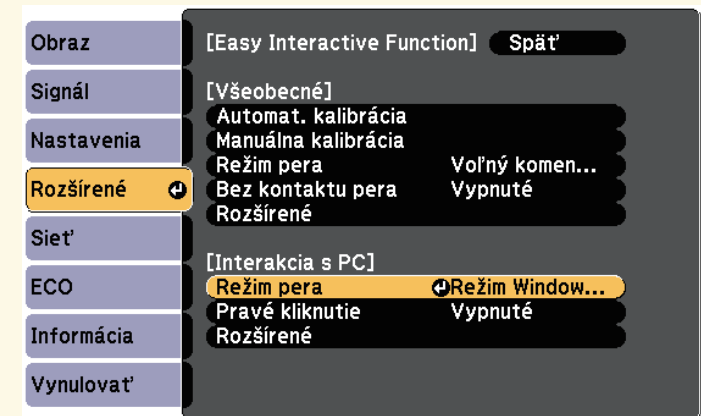 Obraz
Signál
Nastavenia
Rozšírené
Sieť
ECO
Informácia
Vynulovať
[Easy Interactive Function] Späť
[Všeobecné]
Automat. kalibrácia
Manuálna kalibrácia
Režim pera Voľný komen...
Bez kontaktu pera Vypnuté
Rozšírené
[Interakcia s PC]
Režim pera Režim Window...
Pravé kliknutie Vypnuté
Rozšírené